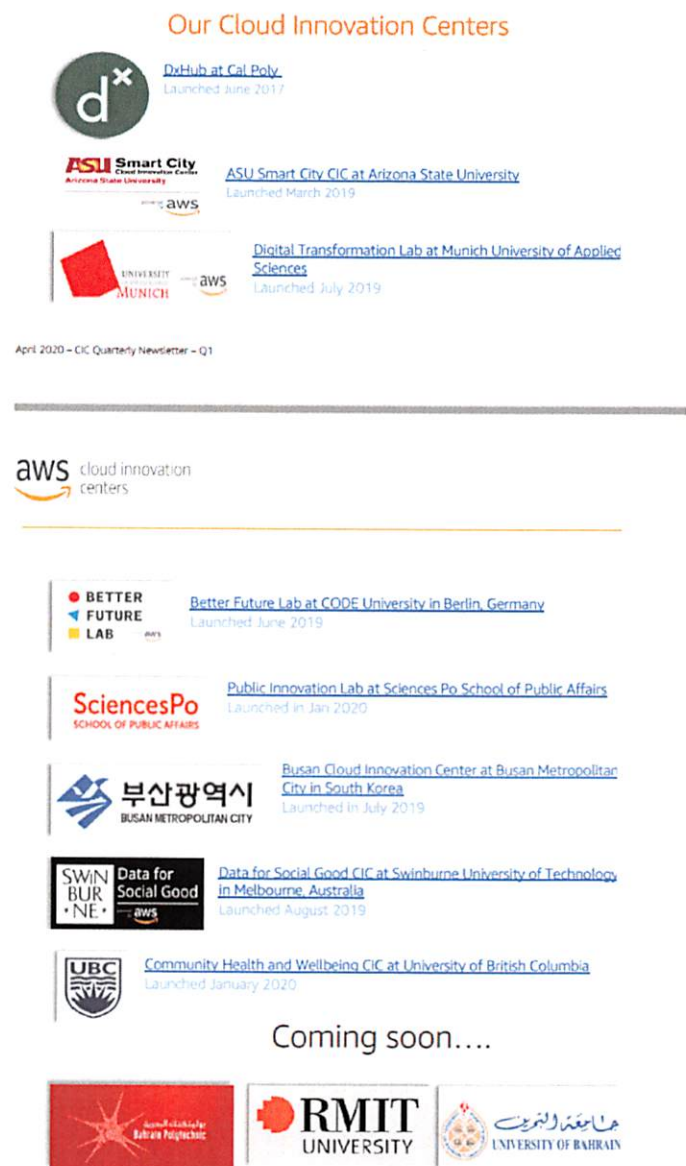 Our Cloud Innovation Centers
dx
DxHub at Cal Poly
Launched June 2017
ASU Smart City
Cloud Innovation Center
Arizona State University
aws
ASU Smart City CIC at Arizona State University
Launched March 2019
UNIVERSITY
MUNICH
aws
Digital Transformation Lab at Munich University of Applied
Sciences
Launched July 2019
April 2020 – CIC Quarterly Newsletter – Q1
aws cloud innovation
centers
BETTER
FUTURE
LAB
aws
Better Future Lab at CODE University in Berlin, Germany
Launched June 2019
SciencesPo
SCHOOL OF PUBLIC AFFAIRS
Public Innovation Lab at Sciences Po School of Public Affairs
Launched in Jan 2020
부산광역시
BUSAN METROPOLITAN CITY
Busan Cloud Innovation Center at Busan Metropolitan
City in South Korea
Launched in July 2019
SWIN
BUR
•NE•
Data for
Social Good
aws
Data for Social Good CIC at Swinburne University of Technology
in Melbourne, Australia
Launched August 2019
UBC
Community Health and Wellbeing CIC at University of British Columbia
Launched January 2020
Coming soon....
بوليتكنك البحرين
Bahrain Polytechnic
RMIT
UNIVERSITY
جامعة البحرين
UNIVERSITY OF BAHRAIN